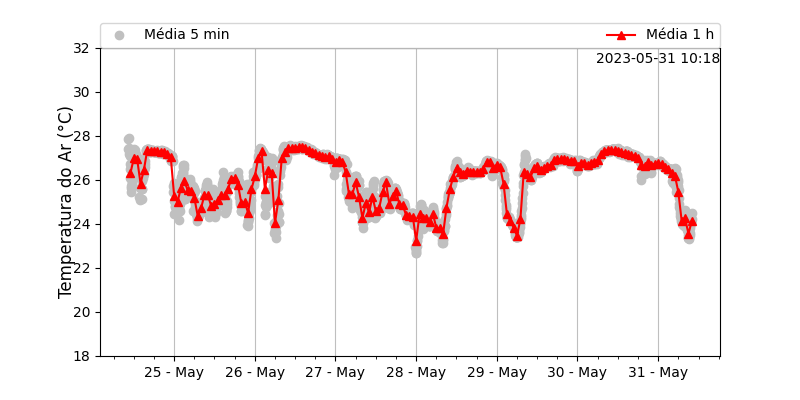 Média 5 min
Média 1 h
2023-05-31 10:18
Temperatura do Ar (°C)
32
30
28
26
24
22
20
18
25 - May
26 - May
27 - May
28 - May
29 - May
30 - May
31 - May